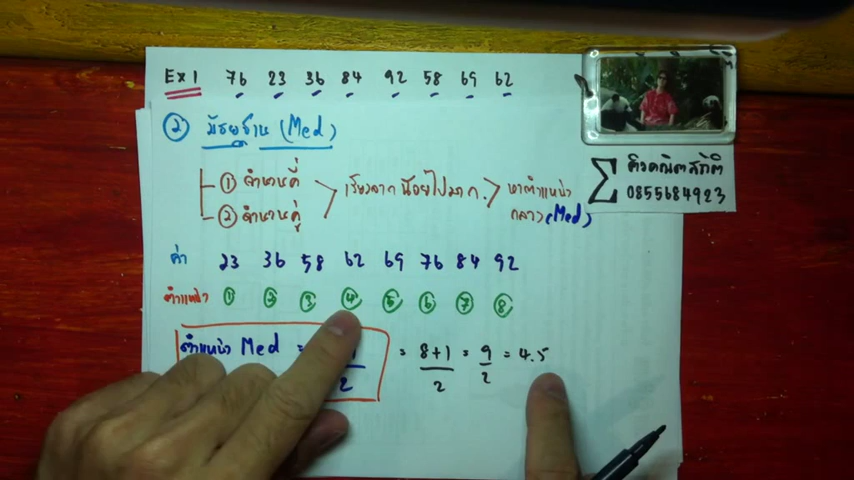 Ex 1 76 23 36 84 92 58 69 62
② มัธยฐาน (Med)
① จำนวนคี่
② จำนวนคู่
เรียงจากน้อยไปมาก
หาตำแหน่ง
กลาง (Med)
Σ ติวคณิตสถิติ
0855684923
ค่า 23 36 58 62 69 76 84 92
ตำแหน่ง ① ② ③ ④ ⑤ ⑥ ⑦ ⑧
ตำแหน่ง Med = 1/2 = 8+1/2 = 9/2 = 4.5